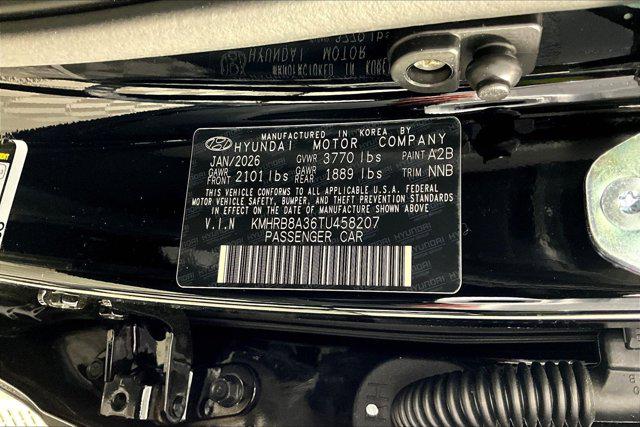 MANUFACTURED IN KOREA BY
HYUNDAI MOTOR COMPANY
JAN/2026 GVWR 3770 lbs PAINT A2B
GAWR FRONT 2101 lbs GAWR REAR 1889 lbs TRIM NNB
THIS VEHICLE CONFORMS TO ALL APPLICABLE U.S.A. FEDERAL
MOTOR VEHICLE SAFETY, BUMPER, AND THEFT PREVENTION STANDARDS
IN EFFECT ON THE DATE OF MANUFACTURE SHOWN ABOVE.
V.I.N KMHRB8A36TU458207
PASSENGER CAR